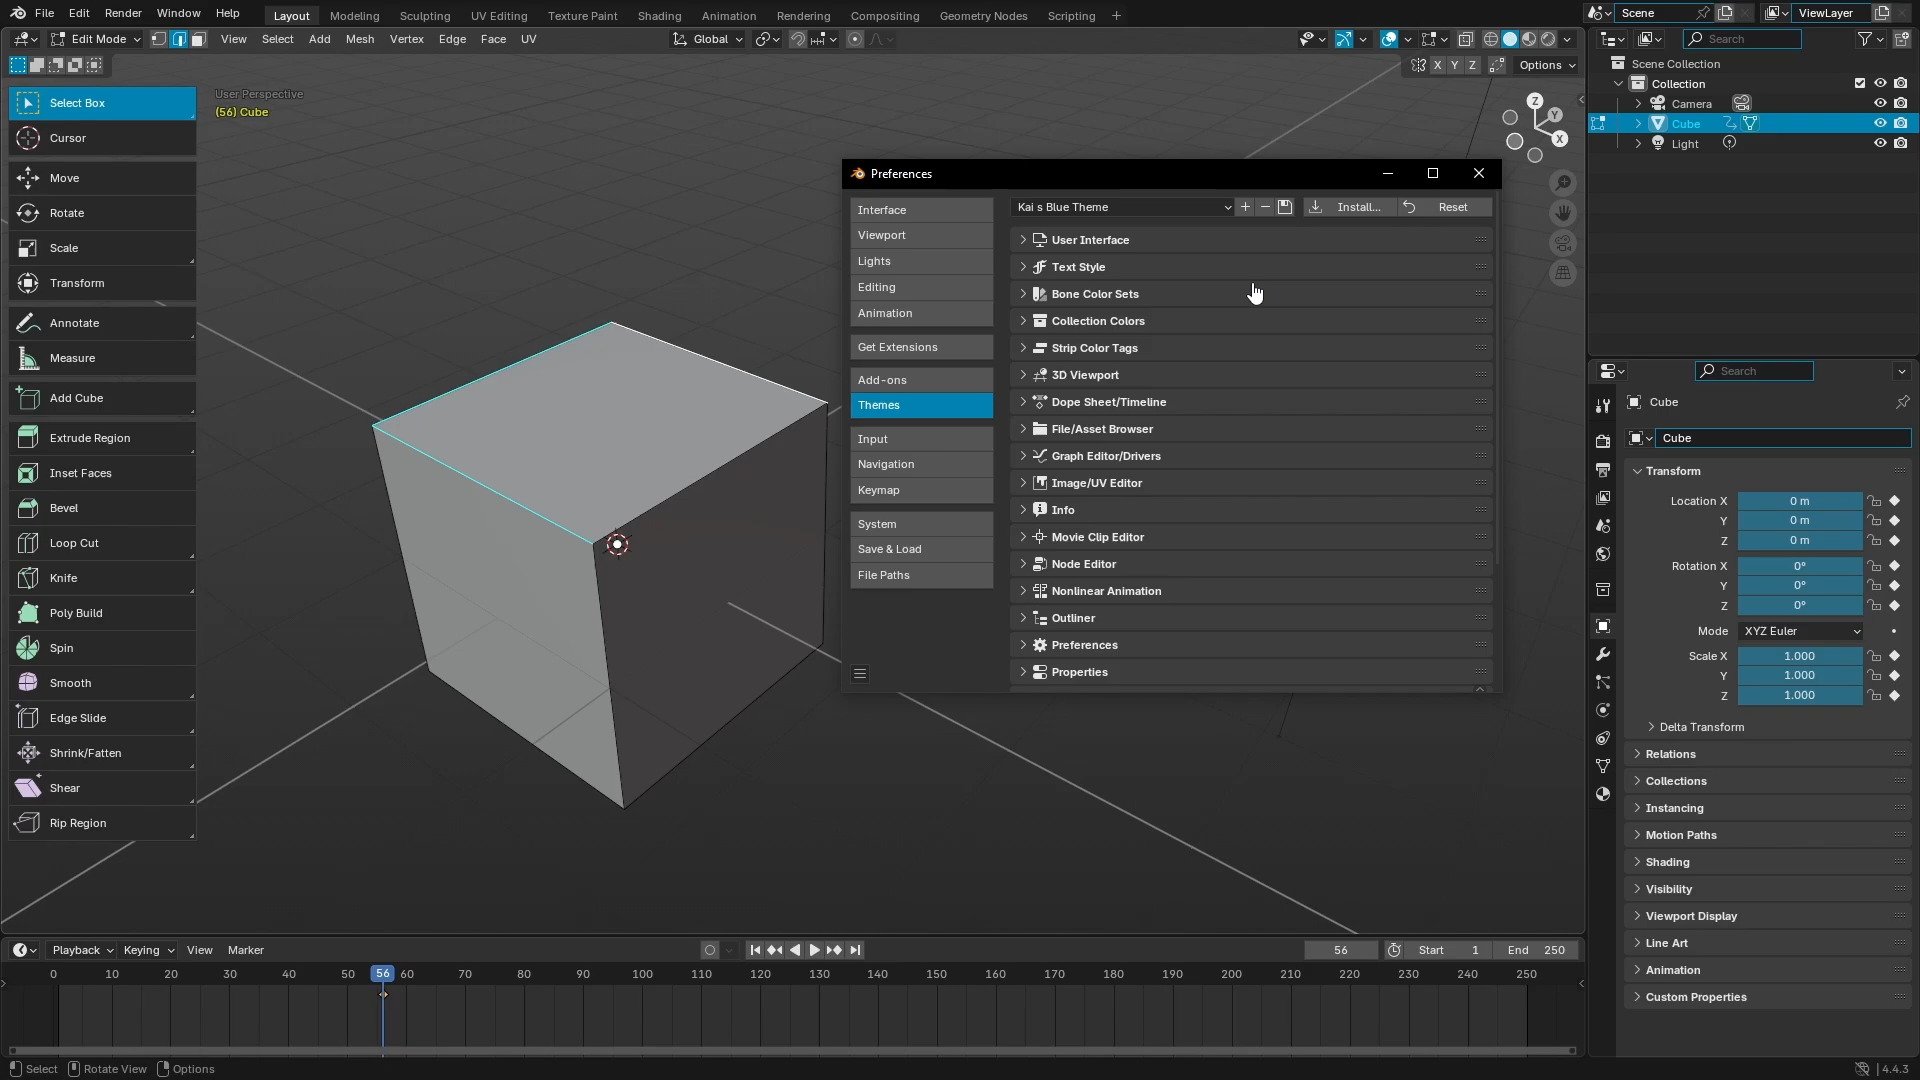 File Edit Render Window Help Layout Modeling Sculpting UV Editing Texture Paint Shading Animation Rendering Compositing Geometry Nodes Scripting + Scene ViewLayer
Edit Mode View Select Add Mesh Vertex Edge Face UV Global Search
X Y Z Options
User Perspective
(56) Cube
Select Box
Cursor
Move
Rotate
Scale
Transform
Annotate
Measure
Add Cube
Extrude Region
Inset Faces
Bevel
Loop Cut
Knife
Poly Build
Spin
Smooth
Edge Slide
Shrink/Fatten
Shear
Rip Region
Z
Y
X
Preferences
Interface
Viewport
Lights
Editing
Animation
Get Extensions
Add-ons
Themes
Input
Navigation
Keymap
System
Save & Load
File Paths
Kai s Blue Theme Install... Reset
User Interface
Text Style
Bone Color Sets
Collection Colors
Strip Color Tags
3D Viewport
Dope Sheet/Timeline
File/Asset Browser
Graph Editor/Drivers
Image/UV Editor
Info
Movie Clip Editor
Node Editor
Nonlinear Animation
Outliner
Preferences
Properties
Scene Collection
Collection
Camera
Cube
Light
Search
Cube
Cube
Transform
Location X 0 m
Y 0 m
Z 0 m
Rotation X 0°
Y 0°
Z 0°
Mode XYZ Euler
Scale X 1.000
Y 1.000
Z 1.000
Delta Transform
Relations
Collections
Instancing
Motion Paths
Shading
Visibility
Viewport Display
Line Art
Animation
Custom Properties
Playback Keying View Marker 56 Start 1 End 250
0 10 20 30 40 50 56 60 70 80 90 100 110 120 130 140 150 160 170 180 190 200 210 220 230 240 250
Select Rotate View Options 4.4.3